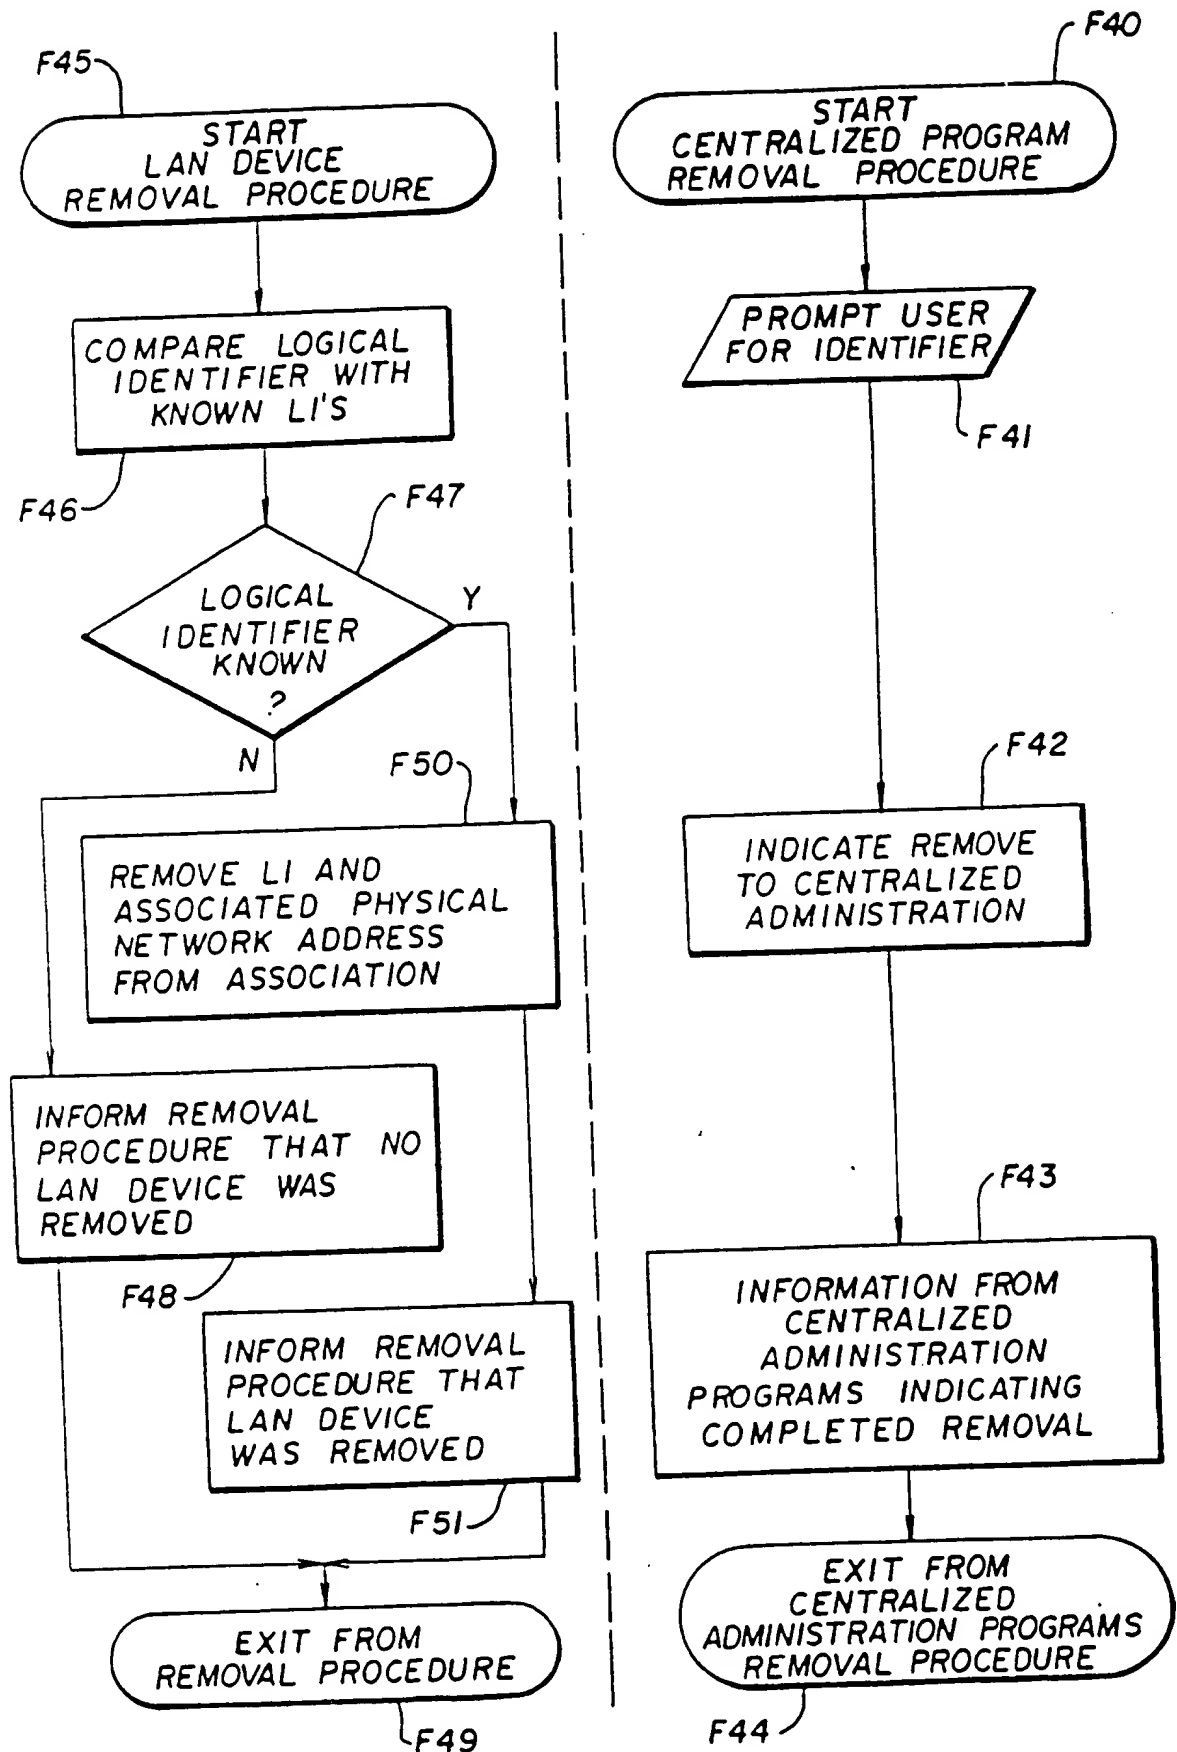 F45
START
LAN DEVICE
REMOVAL PROCEDURE
COMPARE LOGICAL
IDENTIFIER WITH
KNOWN LI'S
F46
F47
LOGICAL
IDENTIFIER
KNOWN
?
Y
N
F50
REMOVE LI AND
ASSOCIATED PHYSICAL
NETWORK ADDRESS
FROM ASSOCIATION
INFORM REMOVAL
PROCEDURE THAT NO
LAN DEVICE WAS
REMOVED
F48
INFORM REMOVAL
PROCEDURE THAT
LAN DEVICE
WAS REMOVED
F51
EXIT FROM
REMOVAL PROCEDURE
F49
F40
START
CENTRALIZED PROGRAM
REMOVAL PROCEDURE
PROMPT USER
FOR IDENTIFIER
F41
F42
INDICATE REMOVE
TO CENTRALIZED
ADMINISTRATION
F43
INFORMATION FROM
CENTRALIZED
ADMINISTRATION
PROGRAMS INDICATING
COMPLETED REMOVAL
EXIT FROM
CENTRALIZED
ADMINISTRATION PROGRAMS
REMOVAL PROCEDURE
F44